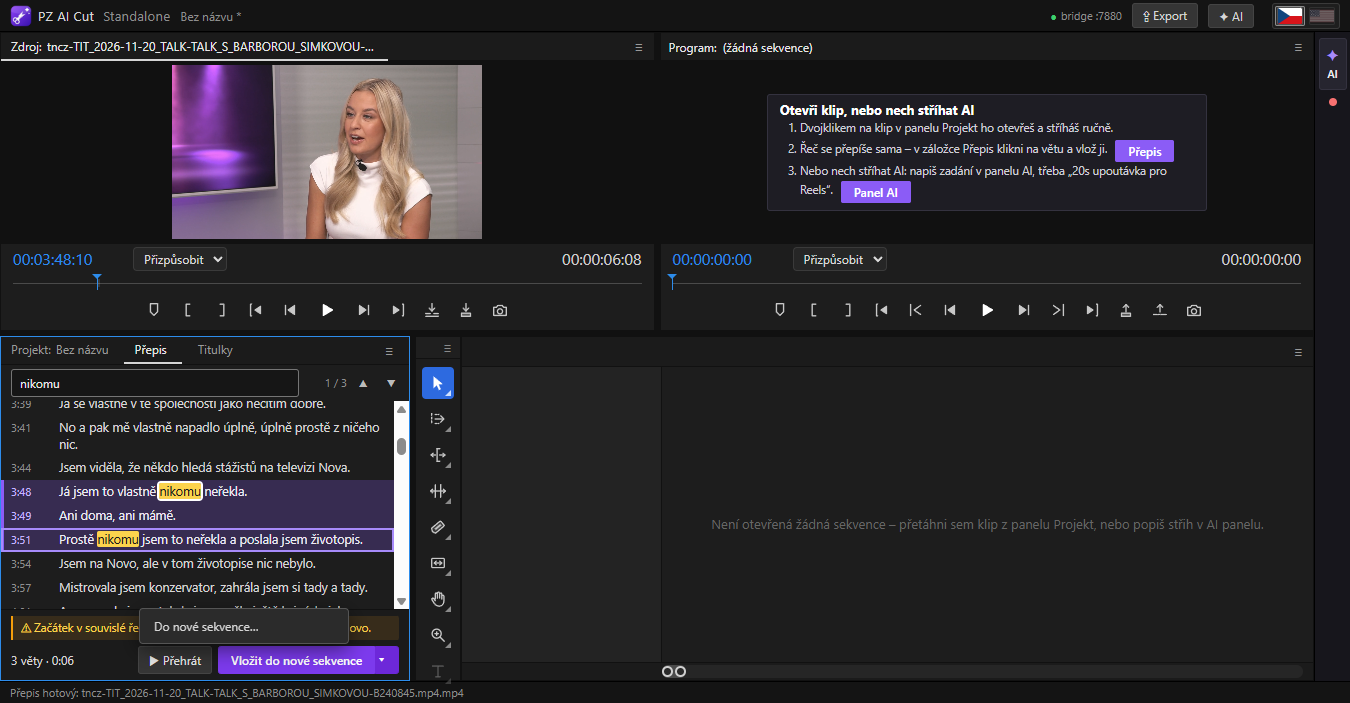 PZ AI Cut Standalone Bez názvu *
bridge :7880 Export AI
Zdroj: tncz-TIT_2026-11-20_TALK-TALK_S_BARBOROU_SIMKOVOU-...
Program: (žádná sekvence)
AI
Otevři klip, nebo nech stříhat AI
1. Dvojklikem na klip v panelu Projekt ho otevřeš a stříháš ručně.
2. Řeč se přepíše sama – v záložce Přepis klikni na větu a vlož ji. Přepis
3. Nebo nech stříhat AI: napiš zadání v panelu AI, třeba „20s upoutávka pro
Reels“. Panel AI
00:03:48:10 Přizpůsobit 00:00:06:08
00:00:00:00 Přizpůsobit 00:00:00:00
Projekt: Bez názvu Přepis Titulky
nikomu 1 / 3
3:39 Já se vlastně v té společnosti jako necítím dobře.
3:41 No a pak mě vlastně napadlo úplně, úplně prostě z ničeho
nic.
3:44 Jsem viděla, že někdo hledá stážistů na televizi Nova.
3:48 Já jsem to vlastně nikomu neřekla.
3:49 Ani doma, ani mámě.
3:51 Prostě nikomu jsem to neřekla a poslala jsem životopis.
3:54 Jsem na Novo, ale v tom životopise nic nebylo.
3:57 Mistrovala jsem konzervator, zahrála jsem si tady a tady.
Začátek v souvislé ře
ovo.
Do nové sekvence...
3 věty · 0:06 Přehrát Vložit do nové sekvence
Není otevřená žádná sekvence – přetáhni sem klip z panelu Projekt, nebo popiš střih v AI panelu.
Přepis hotový: tncz-TIT_2026-11-20_TALK-TALK_S_BARBOROU_SIMKOVOU-B240845.mp4.mp4